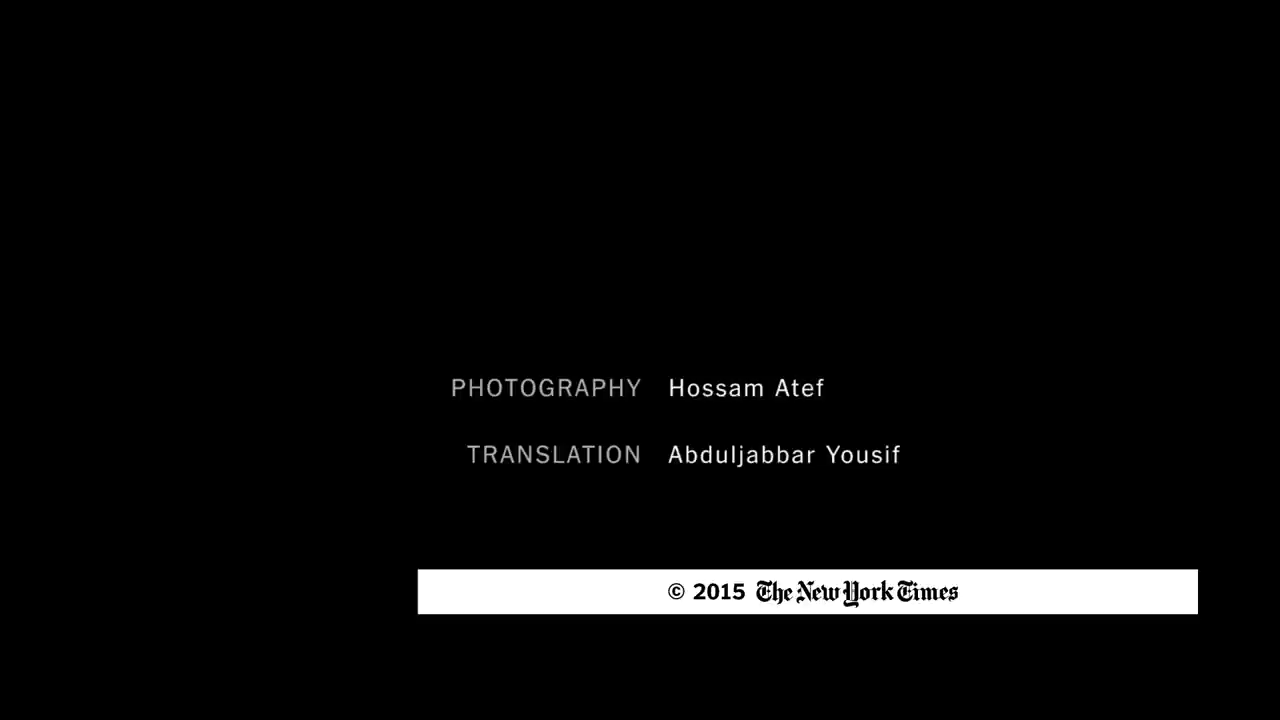 PHOTOGRAPHY Hossam Atef
TRANSLATION Abduljabbar Yousif
© 2015 The New York Times